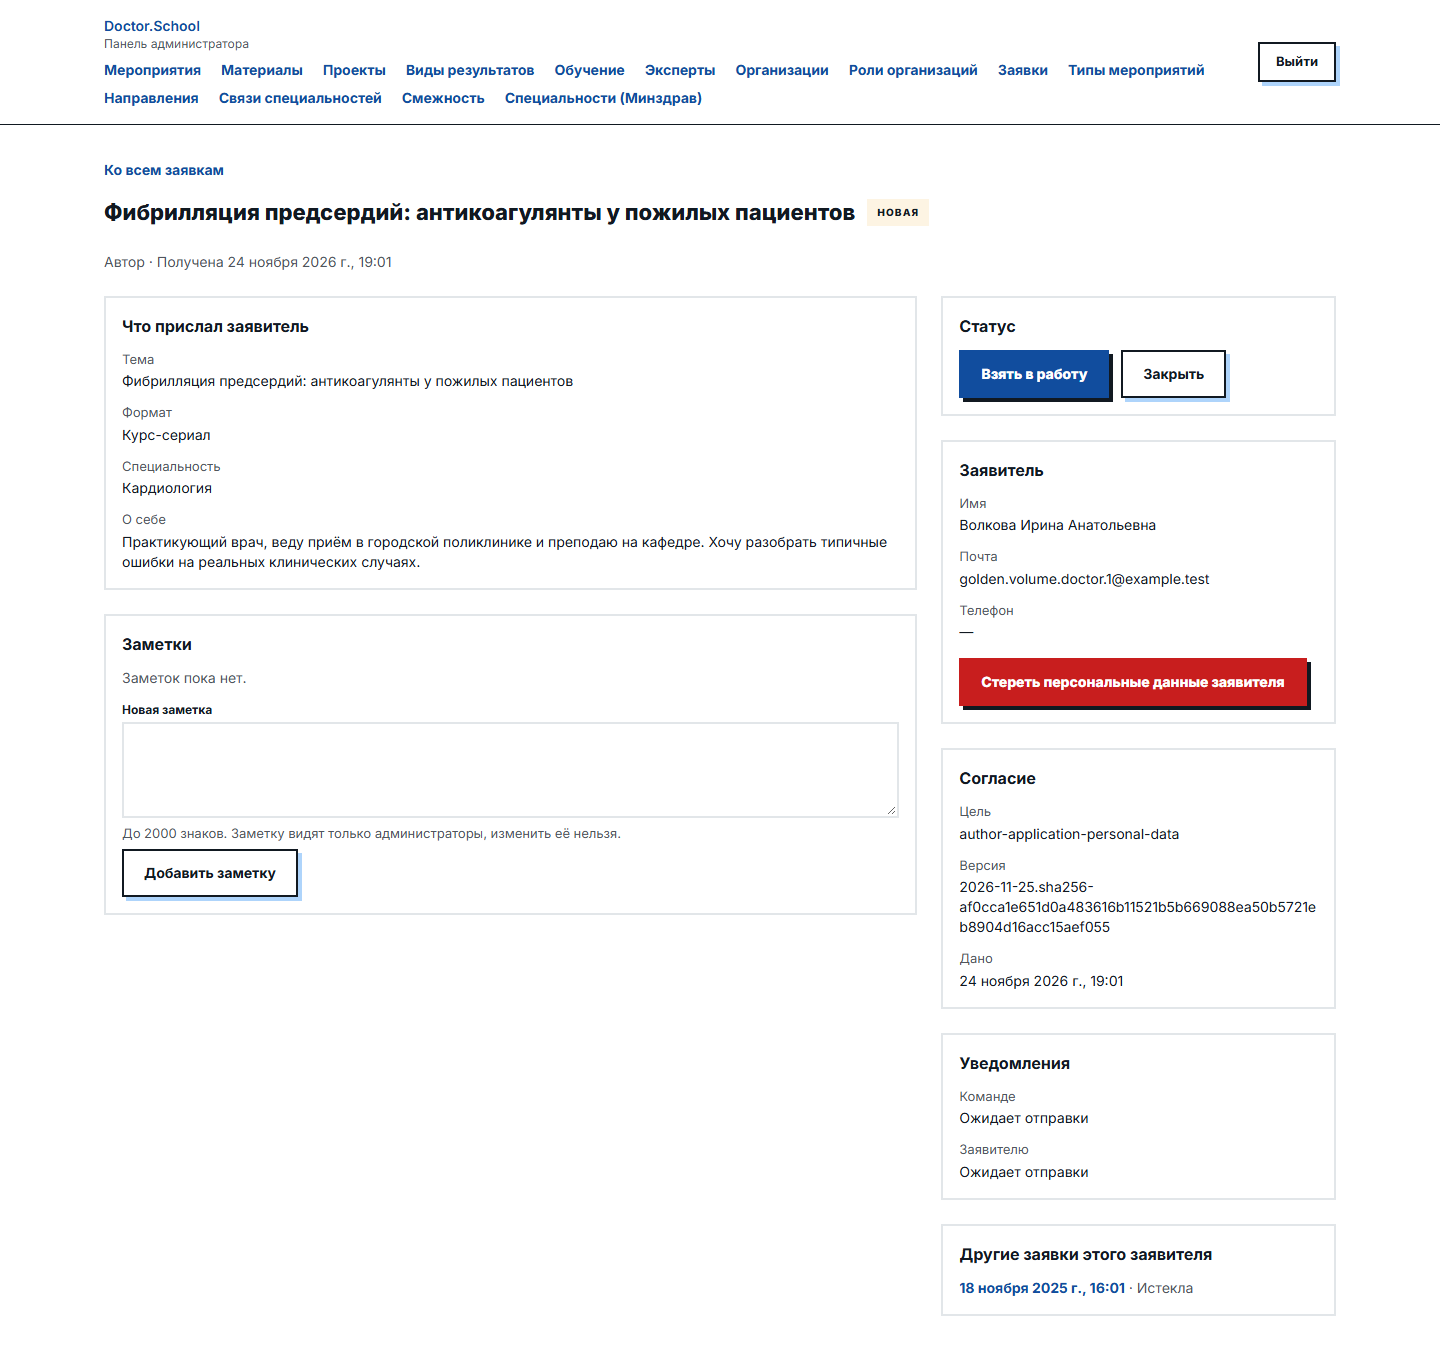 Doctor.School
Панель администратора
Мероприятия Материалы Проекты Виды результатов Обучение Эксперты Организации Роли организаций Заявки Типы мероприятий
Направления Связи специальностей Смежность Специальности (Минздрав)
Выйти
Ко всем заявкам
Фибрилляция предсердий: антикоагулянты у пожилых пациентов НОВАЯ
Автор · Получена 24 ноября 2026 г., 19:01
Что прислал заявитель
Тема
Фибрилляция предсердий: антикоагулянты у пожилых пациентов
Формат
Курс-сериал
Специальность
Кардиология
О себе
Практикующий врач, веду приём в городской поликлинике и преподаю на кафедре. Хочу разобрать типичные
ошибки на реальных клинических случаях.
Заметки
Заметок пока нет.
Новая заметка
До 2000 знаков. Заметку видят только администраторы, изменить её нельзя.
Добавить заметку
Статус
Взять в работу Закрыть
Заявитель
Имя
Волкова Ирина Анатольевна
Почта
golden.volume.doctor.1@example.test
Телефон
—
Стереть персональные данные заявителя
Согласие
Цель
author-application-personal-data
Версия
2026-11-25.sha256-
af0cca1e651d0a483616b11521b5b669088ea50b5721e
b8904d16acc15aef055
Дано
24 ноября 2026 г., 19:01
Уведомления
Команде
Ожидает отправки
Заявителю
Ожидает отправки
Другие заявки этого заявителя
18 ноября 2025 г., 16:01 · Истекла